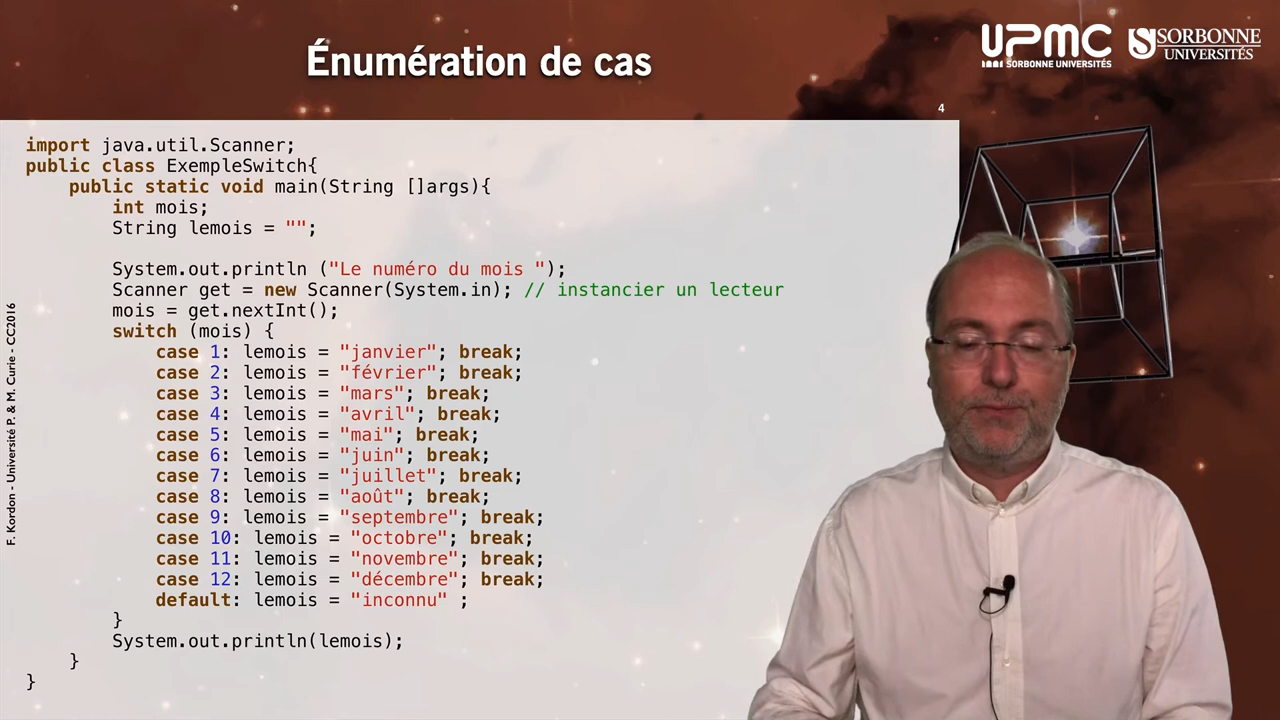 Énumération de cas
UPMC
SORBONNE UNIVERSITÉS
SORBONNE
UNIVERSITÉS
4
import java.util.Scanner;
public class ExempleSwitch{
    public static void main(String []args){
        int mois;
        String lemois = "";
        System.out.println ("Le numéro du mois ");
        Scanner get = new Scanner(System.in); // instancier un lecteur
        mois = get.nextInt();
        switch (mois) {
            case 1: lemois = "janvier"; break;
            case 2: lemois = "février"; break;
            case 3: lemois = "mars"; break;
            case 4: lemois = "avril"; break;
            case 5: lemois = "mai"; break;
            case 6: lemois = "juin"; break;
            case 7: lemois = "juillet"; break;
            case 8: lemois = "août"; break;
            case 9: lemois = "septembre"; break;
            case 10: lemois = "octobre"; break;
            case 11: lemois = "novembre"; break;
            case 12: lemois = "décembre"; break;
            default: lemois = "inconnu" ;
        }
        System.out.println(lemois);
    }
}
F. Kordon - Université P. & M. Curie - CC2016